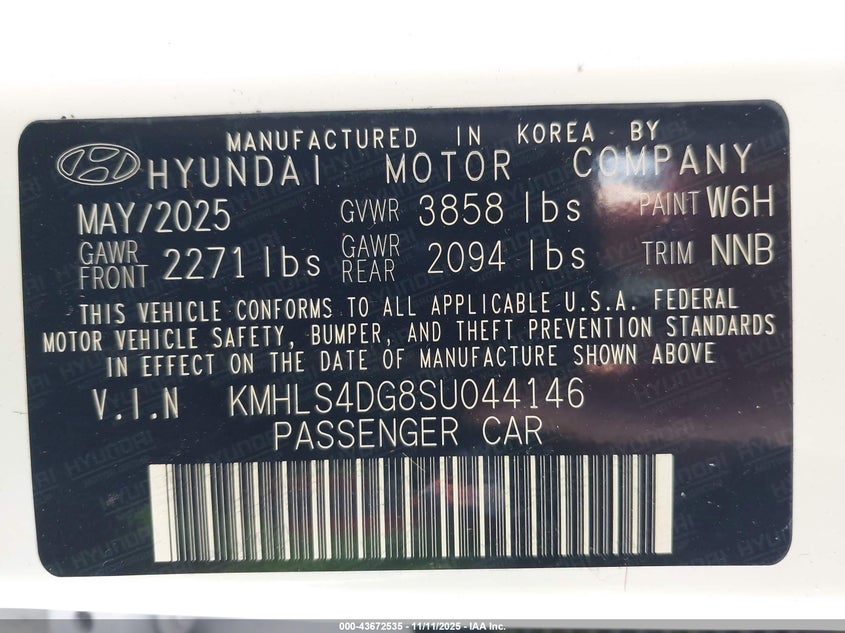 MANUFACTURED IN KOREA BY
HYUNDAI MOTOR COMPANY
MAY/2025 GVWR 3858 lbs PAINT W6H
GAWR FRONT 2271 lbs GAWR REAR 2094 lbs TRIM NNB
THIS VEHICLE CONFORMS TO ALL APPLICABLE U.S.A. FEDERAL
MOTOR VEHICLE SAFETY, BUMPER, AND THEFT PREVENTION STANDARDS
IN EFFECT ON THE DATE OF MANUFACTURE SHOWN ABOVE
V.I.N KMHLS4DG8SU044146
PASSENGER CAR
000-43672535 - 11/11/2025 - IAA Inc.